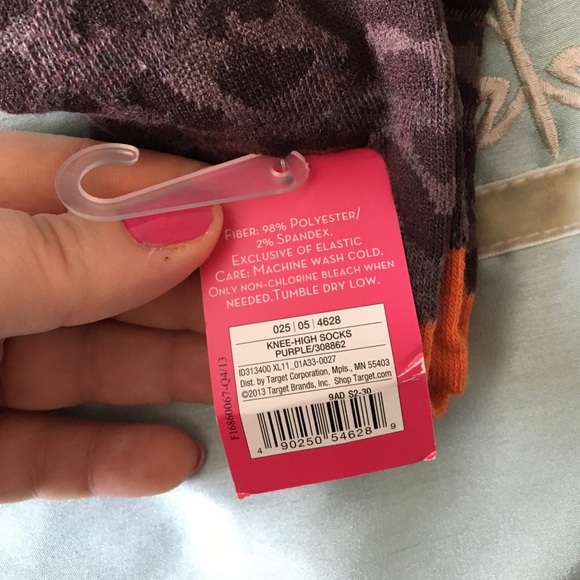 FIBER: 98% POLYESTER/
2% SPANDEX.
EXCLUSIVE OF ELASTIC
CARE: MACHINE WASH COLD.
ONLY NON-CHLORINE BLEACH WHEN
NEEDED.TUMBLE DRY LOW.
025 | 05 | 4628
KNEE-HIGH SOCKS
PURPLE/308862
ID313400 XL11_01A33-0027
Dist. by Target Corporation, Mpls., MN 55403
©2013 Target Brands, Inc. Shop Target.com
9AD S2-30
4 90250 54628 9
F16860067-Q4/13